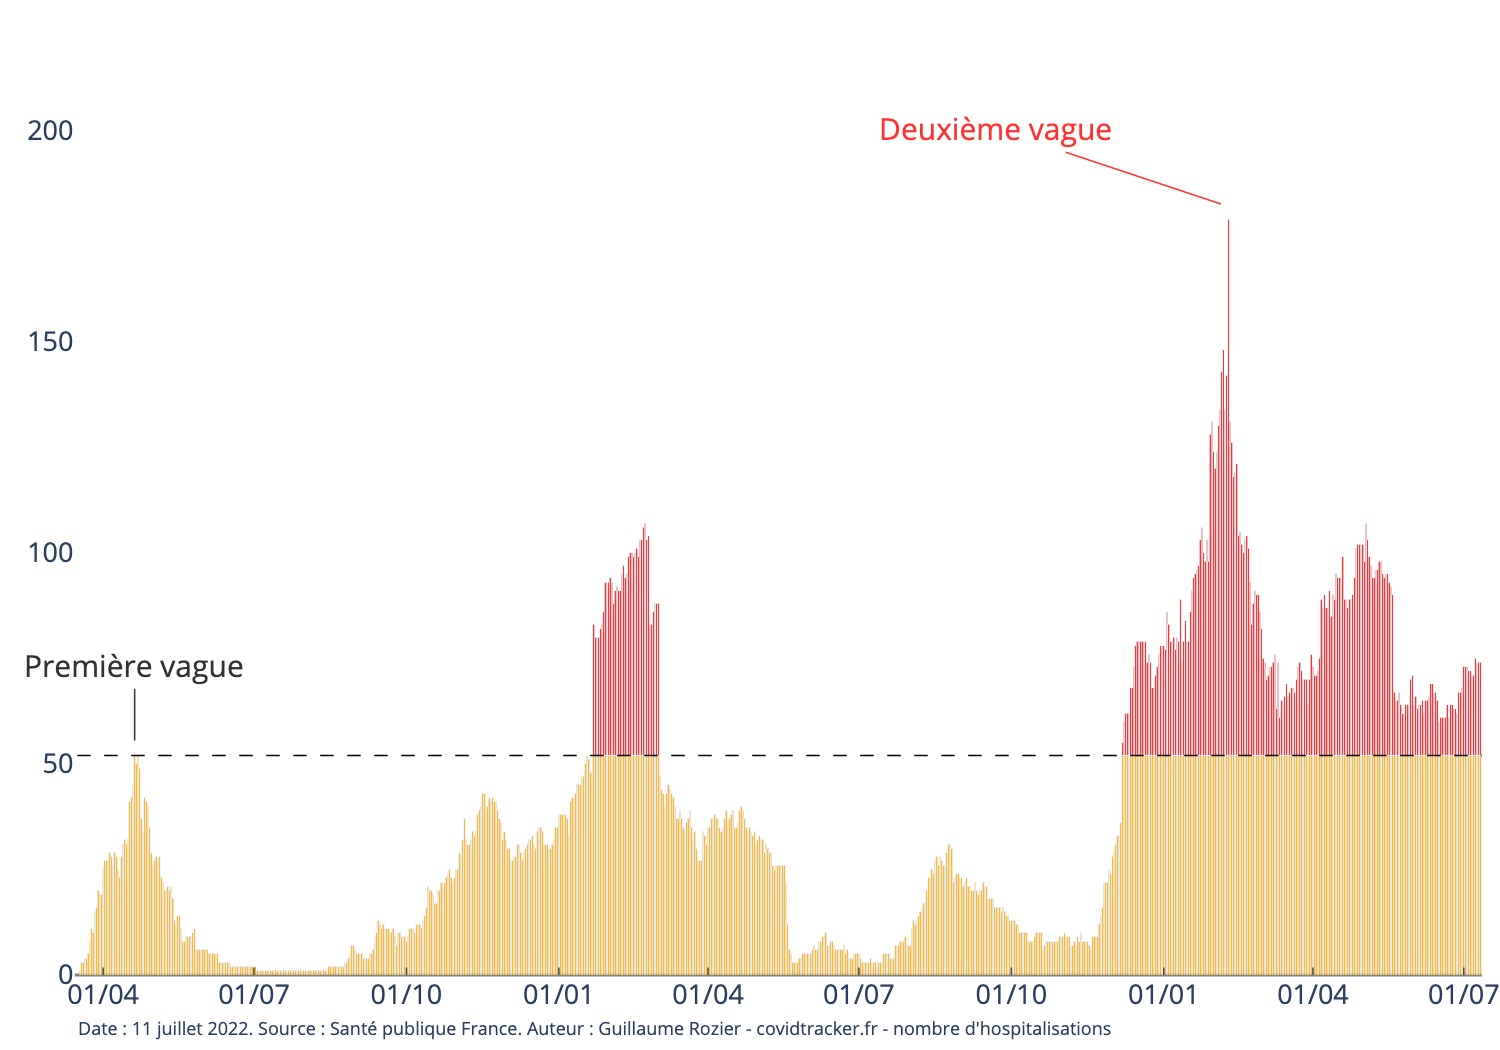 200
Deuxième vague
150
100
Première vague
50
0
01/04 01/07 01/10 01/01 01/04 01/07 01/10 01/01 01/04 01/07
Date : 11 juillet 2022. Source : Santé publique France. Auteur : Guillaume Rozier - covidtracker.fr - nombre d'hospitalisations